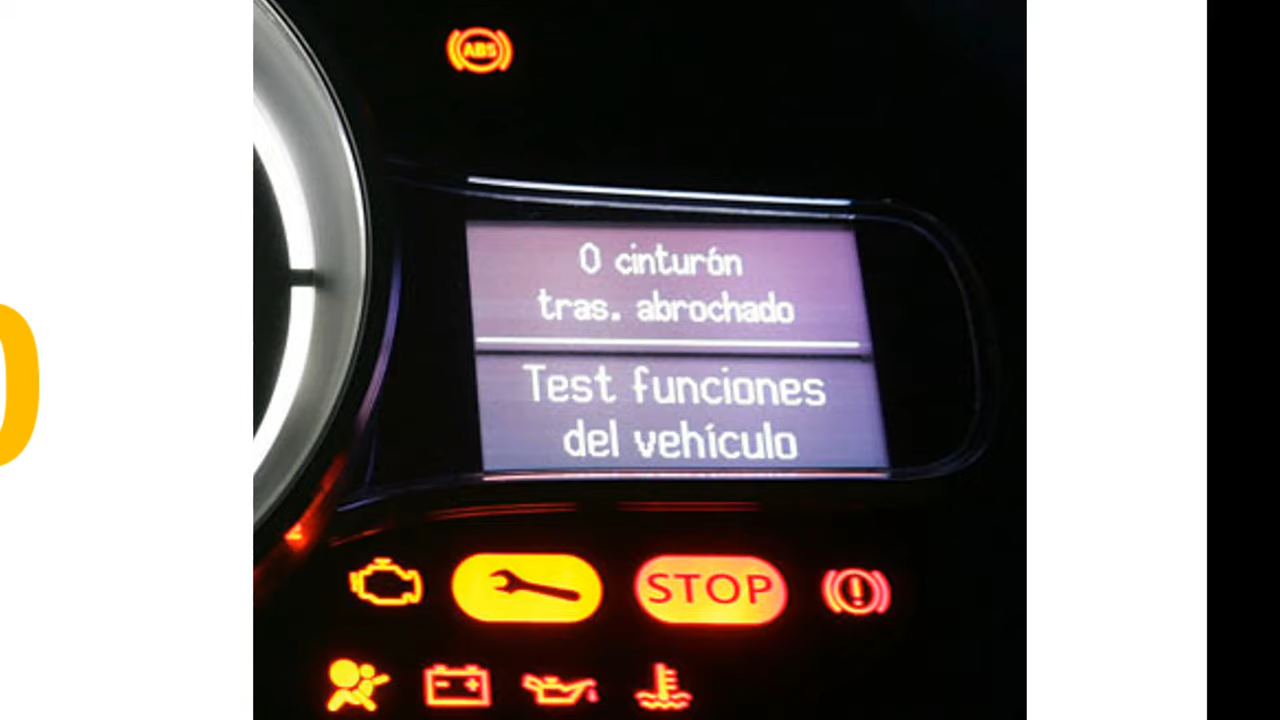 ABS
0 cinturón
tras. abrochado
Test funciones
del vehículo
STOP